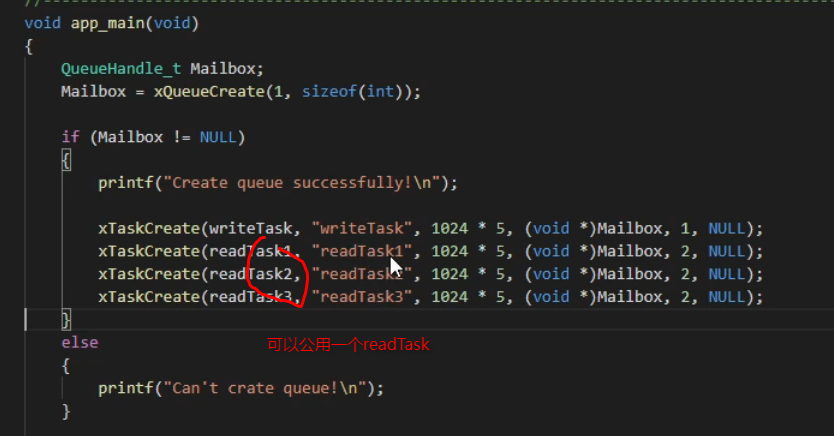 //------------------------------------------------------------
void app_main(void)
{
QueueHandle_t Mailbox;
Mailbox = xQueueCreate(1, sizeof(int));
if (Mailbox != NULL)
{
printf("Create queue successfully!\n");
xTaskCreate(writeTask, "writeTask", 1024 * 5, (void *)Mailbox, 1, NULL);
xTaskCreate(readTask1, "readTask1", 1024 * 5, (void *)Mailbox, 2, NULL);
xTaskCreate(readTask2, "readTask2", 1024 * 5, (void *)Mailbox, 2, NULL);
xTaskCreate(readTask3, "readTask3", 1024 * 5, (void *)Mailbox, 2, NULL);
}
else
可以公用一个readTask
{
printf("Can't crate queue!\n");
}